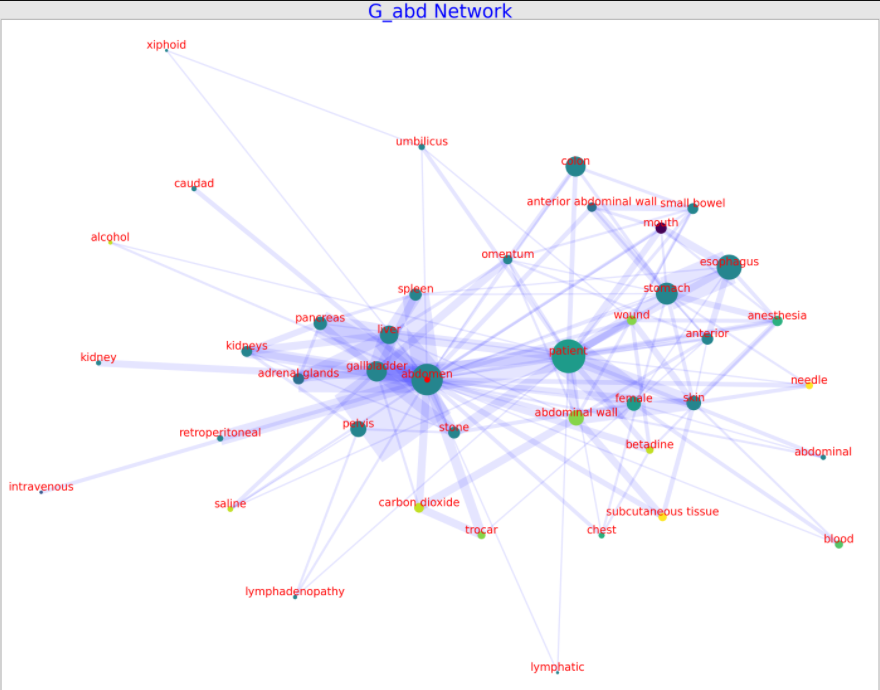 G_abd Network
xiphoid
umbilicus
colon
caudad
anterior abdominal wall
small bowel
mouth
alcohol
omentum
esophagus
spleen
stomach
pancreas
wound
anesthesia
liver
anterior
kidneys
patient
kidney
gallbladder
adrenal glands
abdomen
needle
female
skin
abdominal wall
pelvis
stone
retroperitoneal
betadine
abdominal
intravenous
saline
carbon dioxide
subcutaneous tissue
trocar
chest
blood
lymphadenopathy
lymphatic